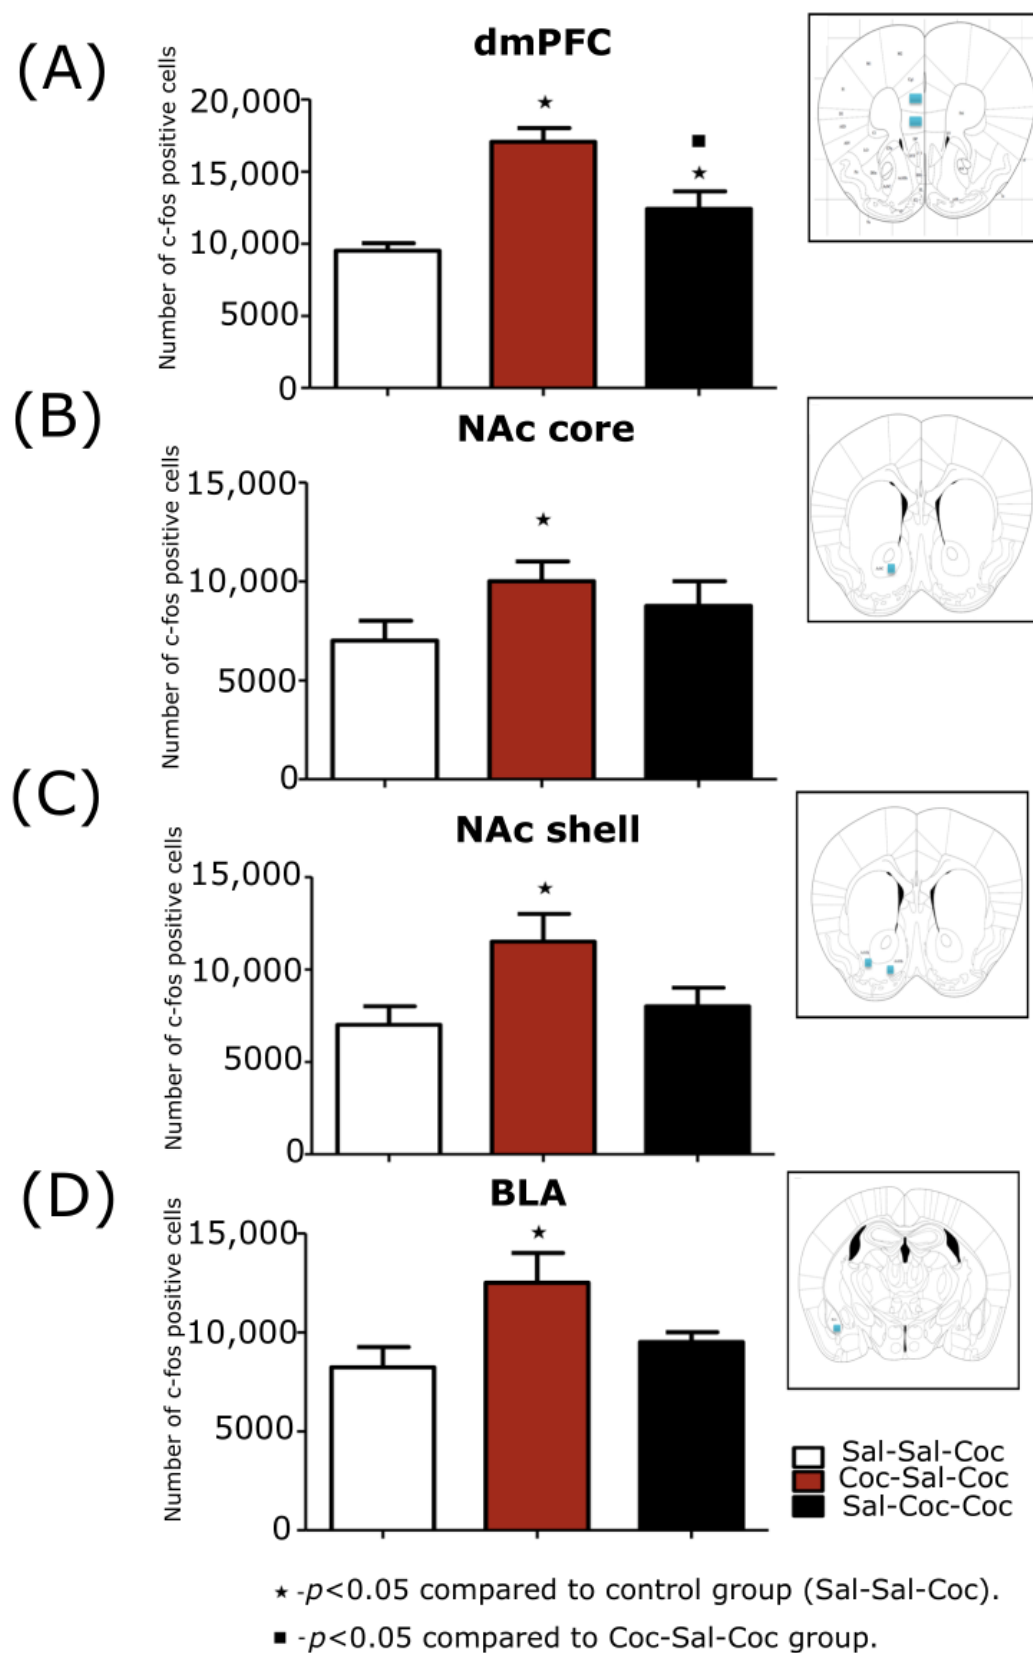 (A)
dmPFC
Number of c-fos positive cells
20,000
15,000
10,000
5000
0
(B)
NAc core
Number of c-fos positive cells
15,000
10,000
5000
0
(C)
NAc shell
Number of c-fos positive cells
15,000
10,000
5000
0
(D)
BLA
Number of c-fos positive cells
15,000
10,000
5000
0
Sal-Sal-Coc
Coc-Sal-Coc
Sal-Coc-Coc
★ -p<0.05 compared to control group (Sal-Sal-Coc).
■ -p<0.05 compared to Coc-Sal-Coc group.